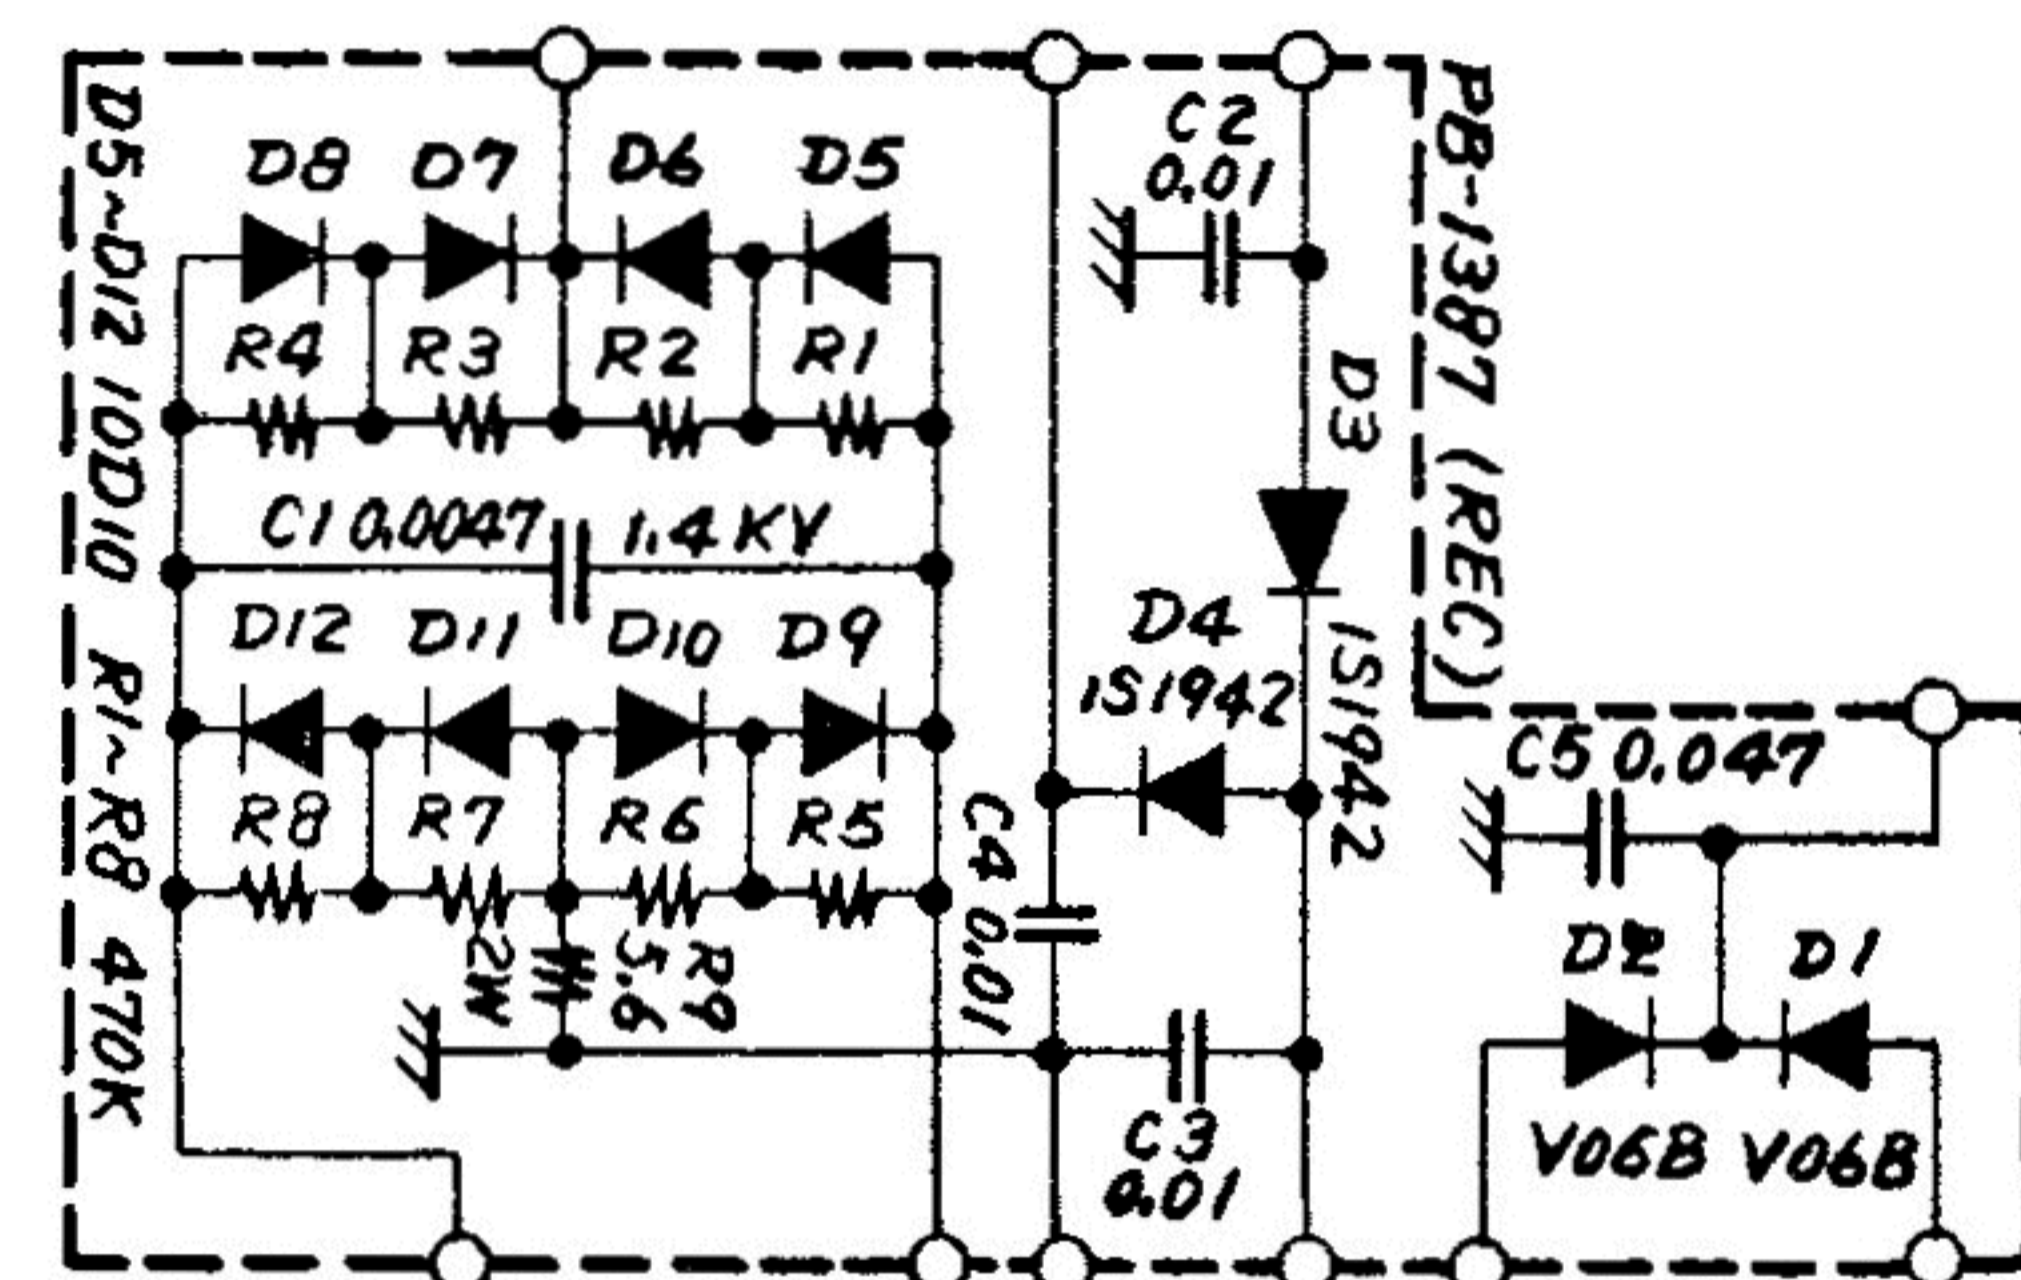 D5~D12 10D10 R1~R8 470K
D8 D7 D6 D5
R4 R3 R2 R1
C1 0.0047 1.4KV
D12 D11 D10 D9
R8 R7 R6 R5
R9
5.6
2W
C4 0.01
C2
0.01
D3
1S1942
D4
1S1942
C3
0.01
PB-1387 (REC)
C5 0.047
D2 D1
V06B V06B